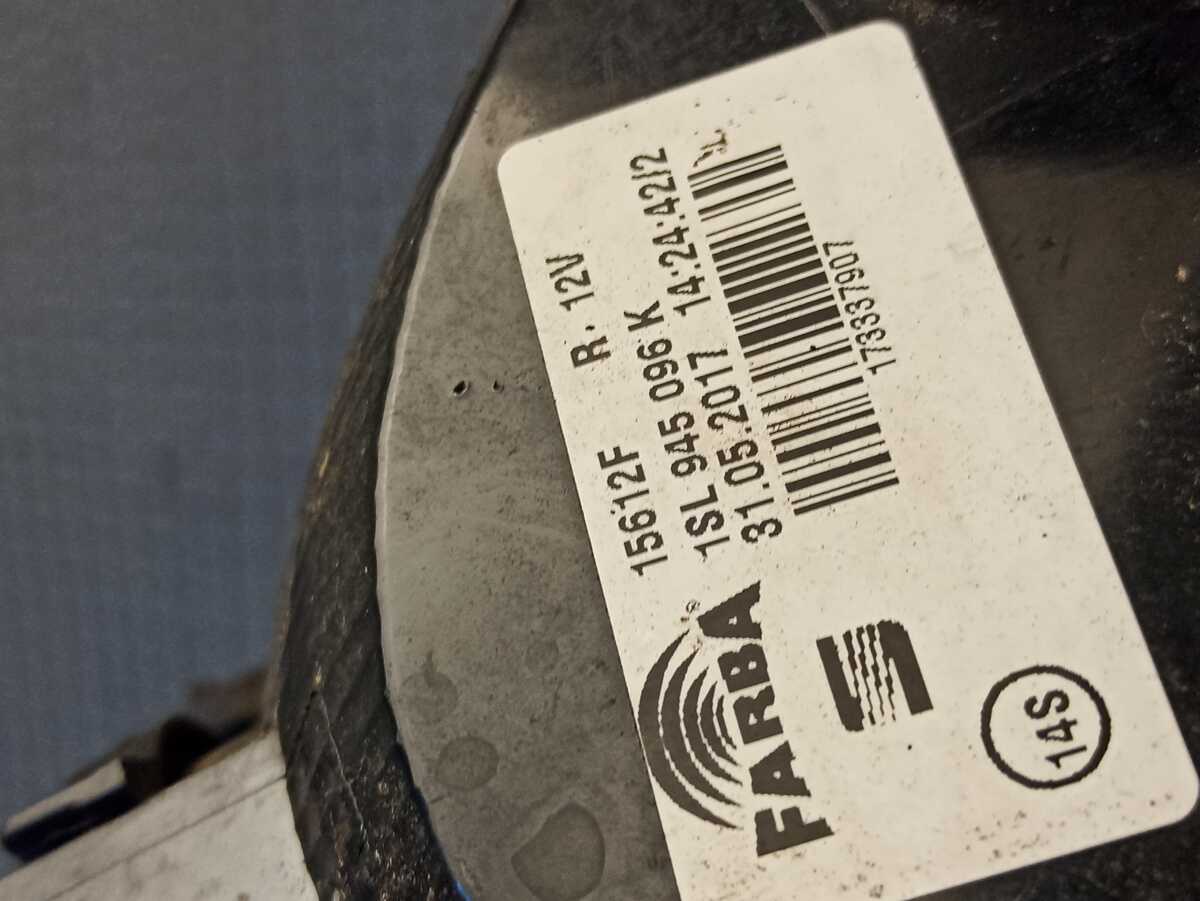 15612F R. 12V
1SL 945 096 K
31.05.2017 14:24:42/2
173337907
FARBA®
14S